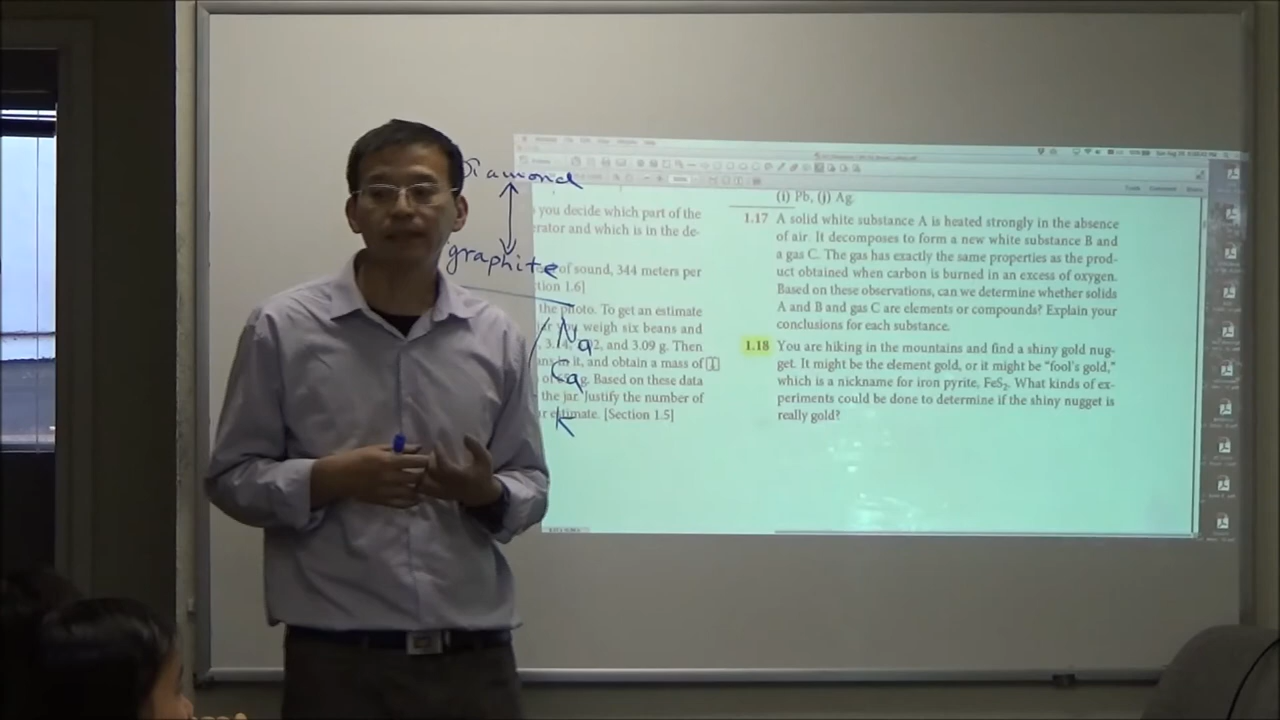 Diamond
graphite
Na
Ca
K
you decide which part of the
erator and which is in the de-
of sound, 344 meters per
ction 1.6]
the photo. To get an estimate
weigh six beans and
and 3.09 g. Then
in it, and obtain a mass of
g. Based on these data
the jar. Justify the number of
estimate. [Section 1.5]
(i) Pb, (j) Ag.
1.17 A solid white substance A is heated strongly in the absence
of air. It decomposes to form a new white substance B and
a gas C. The gas has exactly the same properties as the prod-
uct obtained when carbon is burned in an excess of oxygen.
Based on these observations, can we determine whether solids
A and B and gas C are elements or compounds? Explain your
conclusions for each substance.
1.18 You are hiking in the mountains and find a shiny gold nug-
get. It might be the element gold, or it might be "fool's gold,"
which is a nickname for iron pyrite, FeS₂. What kinds of ex-
periments could be done to determine if the shiny nugget is
really gold?